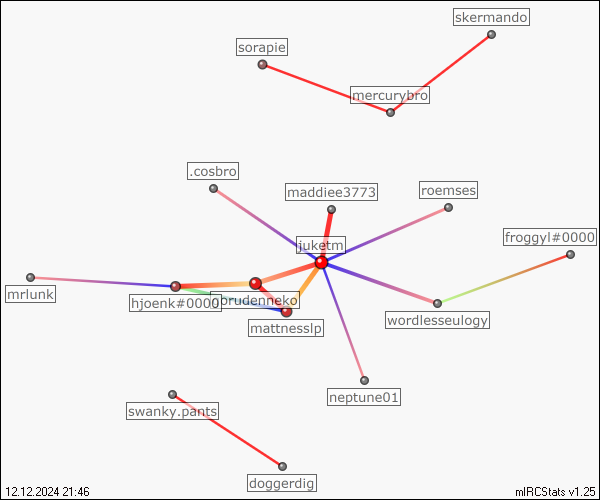 skermando
sorapie
mercurybro
.cosbro
maddiee3773
roemses
juketm
froggyl#0000
mrlunk
hjoenk#0000
mattnesslp
wordlesseulogy
neptune01
swanky.pants
doggerdig
12.12.2024 21:46
mIRCStats v1.25